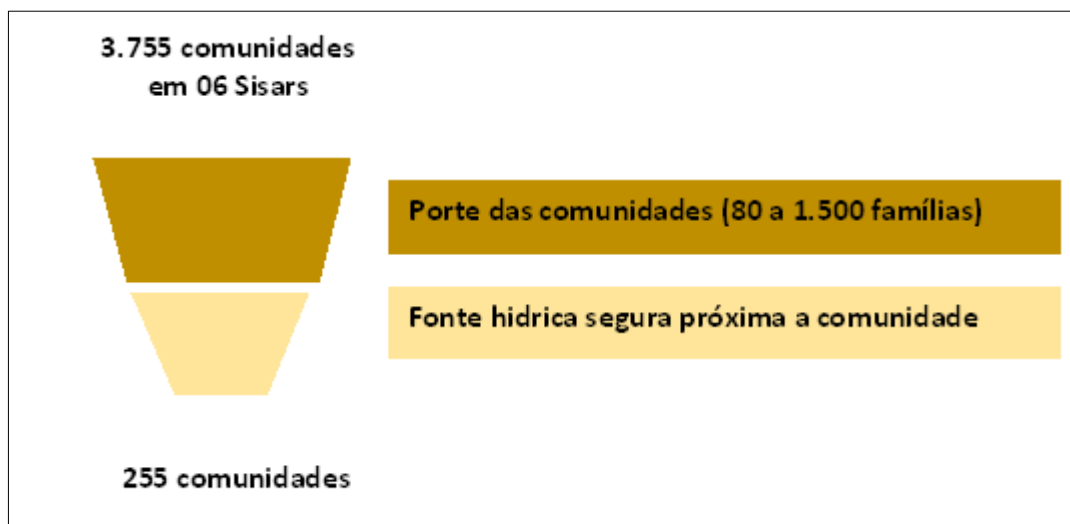 3.755 comunidades
em 06 Sisars
Porte das comunidades (80 a 1.500 famílias)
Fonte hidrica segura próxima a comunidade
255 comunidades